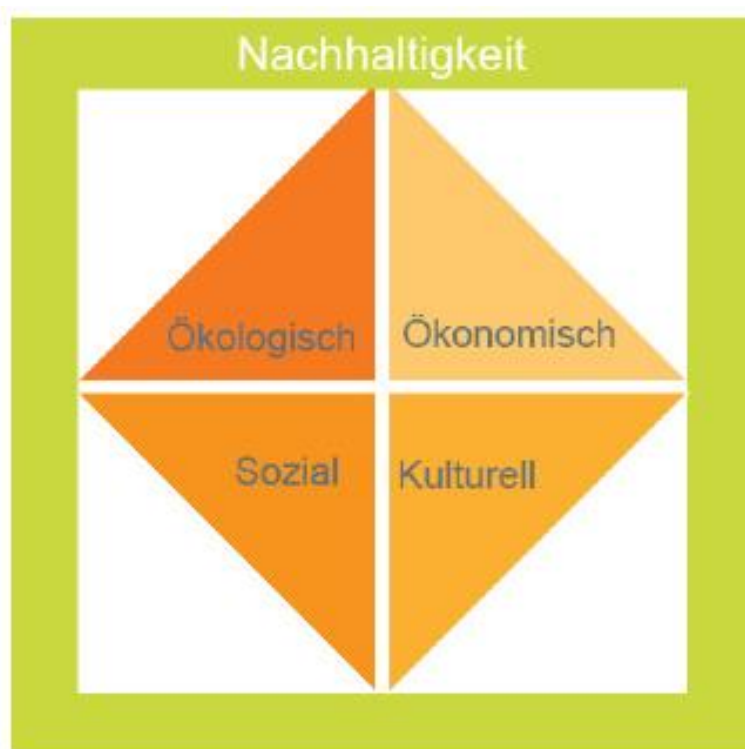 Nachhaltigkeit
Ökologisch
Ökonomisch
Sozial
Kulturell